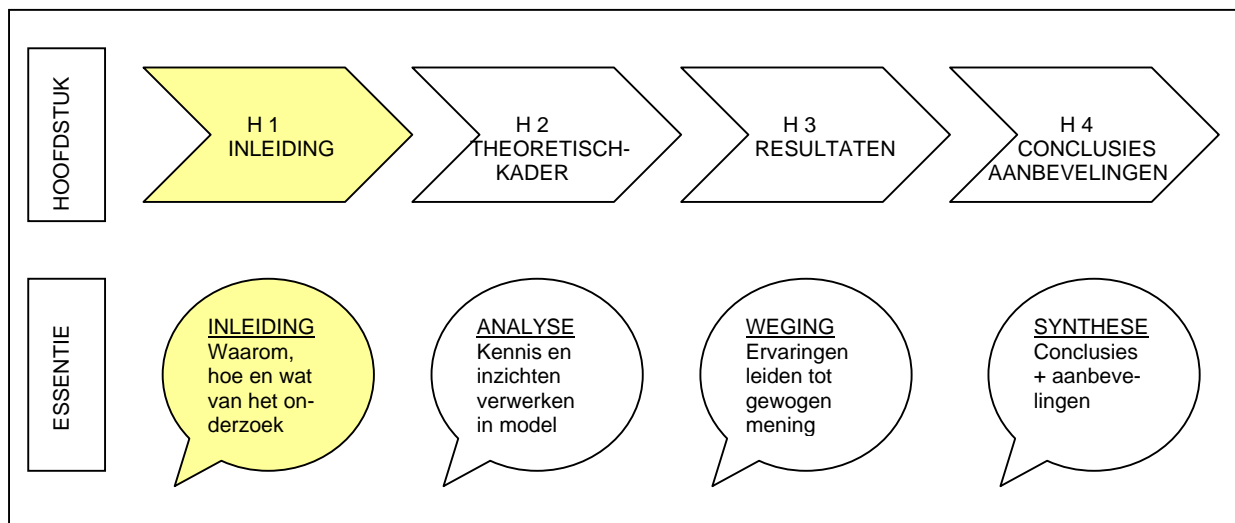 HOOFDSTUK
H 1
INLEIDING
H 2
THEORETISCH-
KADER
H 3
RESULTATEN
H 4
CONCLUSIES
AANBEVELINGEN
ESSENTIE
INLEIDING
Waarom,
hoe en wat
van het on-
derzoek
ANALYSE
Kennis en
inzichten
verwerken
in model
WEGING
Ervaringen
leiden tot
gewogen
mening
SYNTHESE
Conclusies
+ aanbeve-
lingen